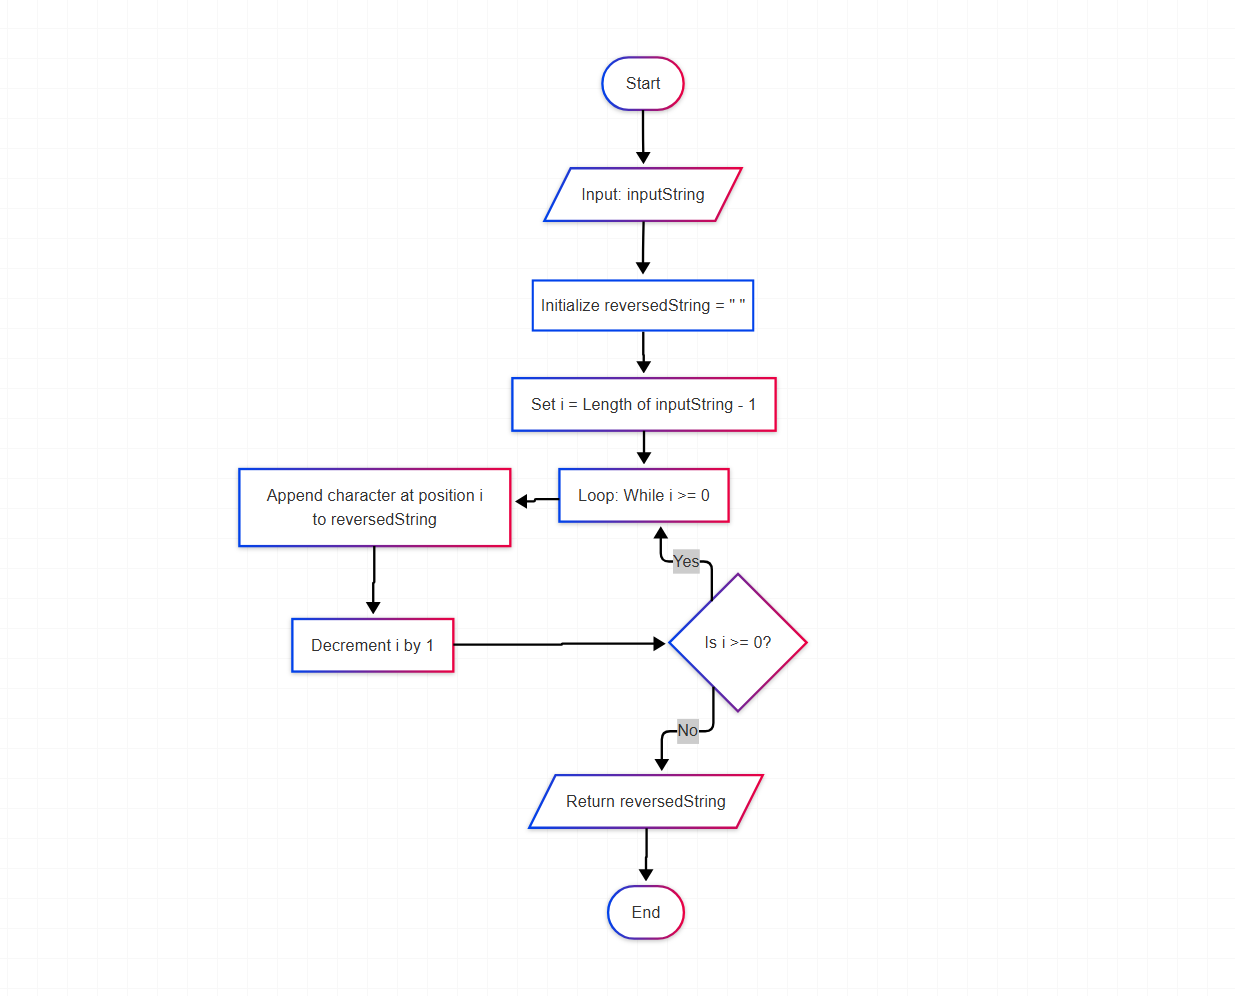 Start
Input: inputString
Initialize reversedString = " "
Set i = Length of inputString - 1
Loop: While i >= 0
Append character at position i
to reversedString
Yes
Decrement i by 1
Is i >= 0?
No
Return reversedString
End